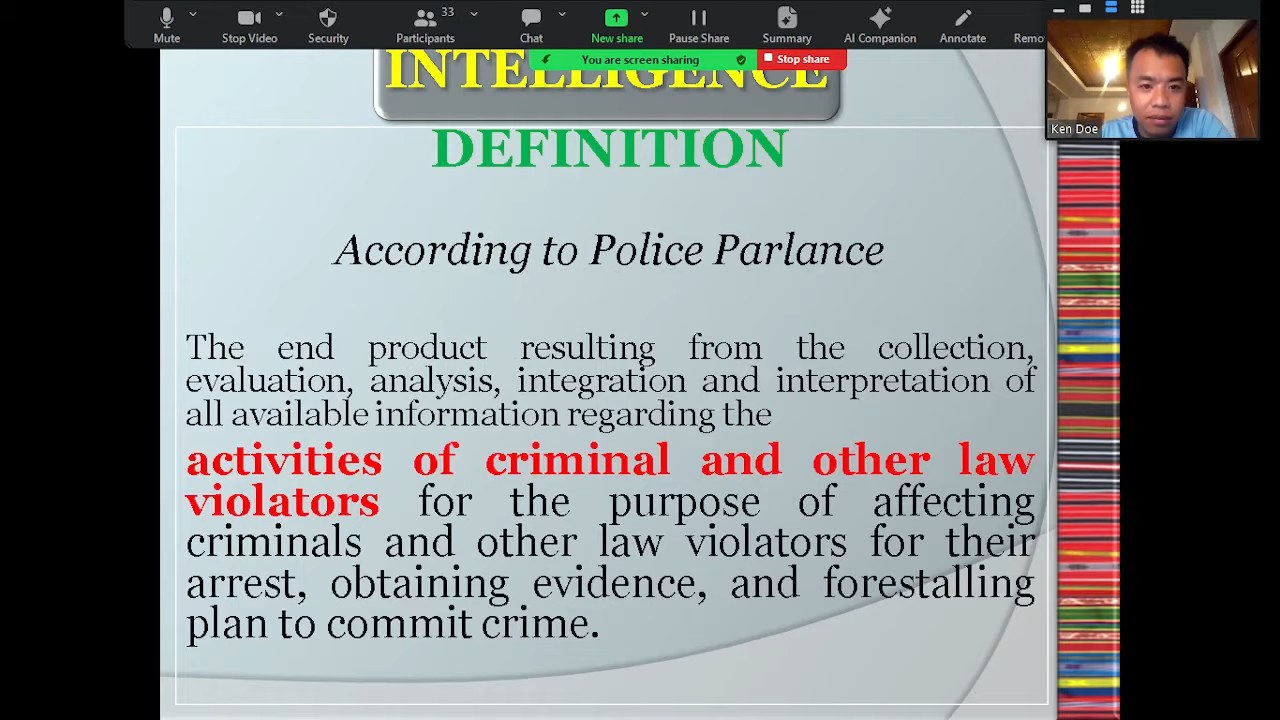 Mute
Stop Video
Security
Participants
33
Chat
New share
Pause Share
Summary
AI Companion
Annotate
Remo
You are screen sharing
Stop share
Ken Doe
INTELLIGENCE
DEFINITION
According to Police Parlance
The end product resulting from the collection,
evaluation, analysis, integration and interpretation of
all available information regarding the
activities of criminal and other law
violators for the purpose of affecting
criminals and other law violators for their
arrest, obtaining evidence, and forestalling
plan to commit crime.